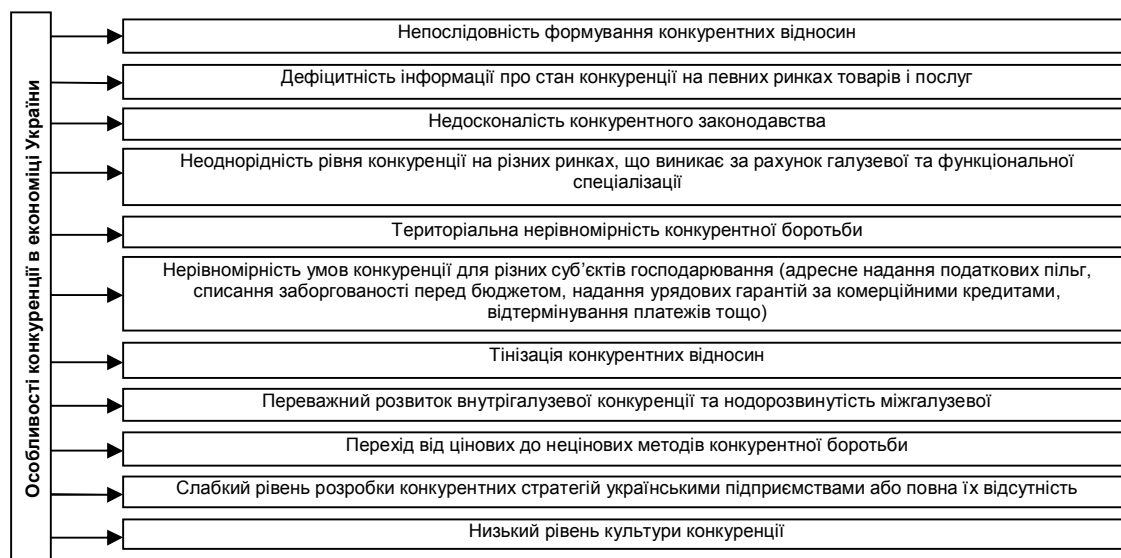 Особливості конкуренції в економіці України
Непослідовність формування конкурентних відносин
Дефіцитність інформації про стан конкуренції на певних ринках товарів і послуг
Недосконалість конкурентного законодавства
Неоднорідність рівня конкуренції на різних ринках, що виникає за рахунок галузевої та функціональної
спеціалізації
Територіальна нерівномірність конкурентної боротьби
Нерівномірність умов конкуренції для різних суб’єктів господарювання (адресне надання податкових пільг,
списання заборгованості перед бюджетом, надання урядових гарантій за комерційними кредитами,
відтермінування платежів тощо)
Тінізація конкурентних відносин
Переважний розвиток внутрігалузевої конкуренції та нодорозвинутість міжгалузевої
Перехід від цінових до нецінових методів конкурентної боротьби
Слабкий рівень розробки конкурентних стратегій українськими підприємствами або повна їх відсутність
Низький рівень культури конкуренції